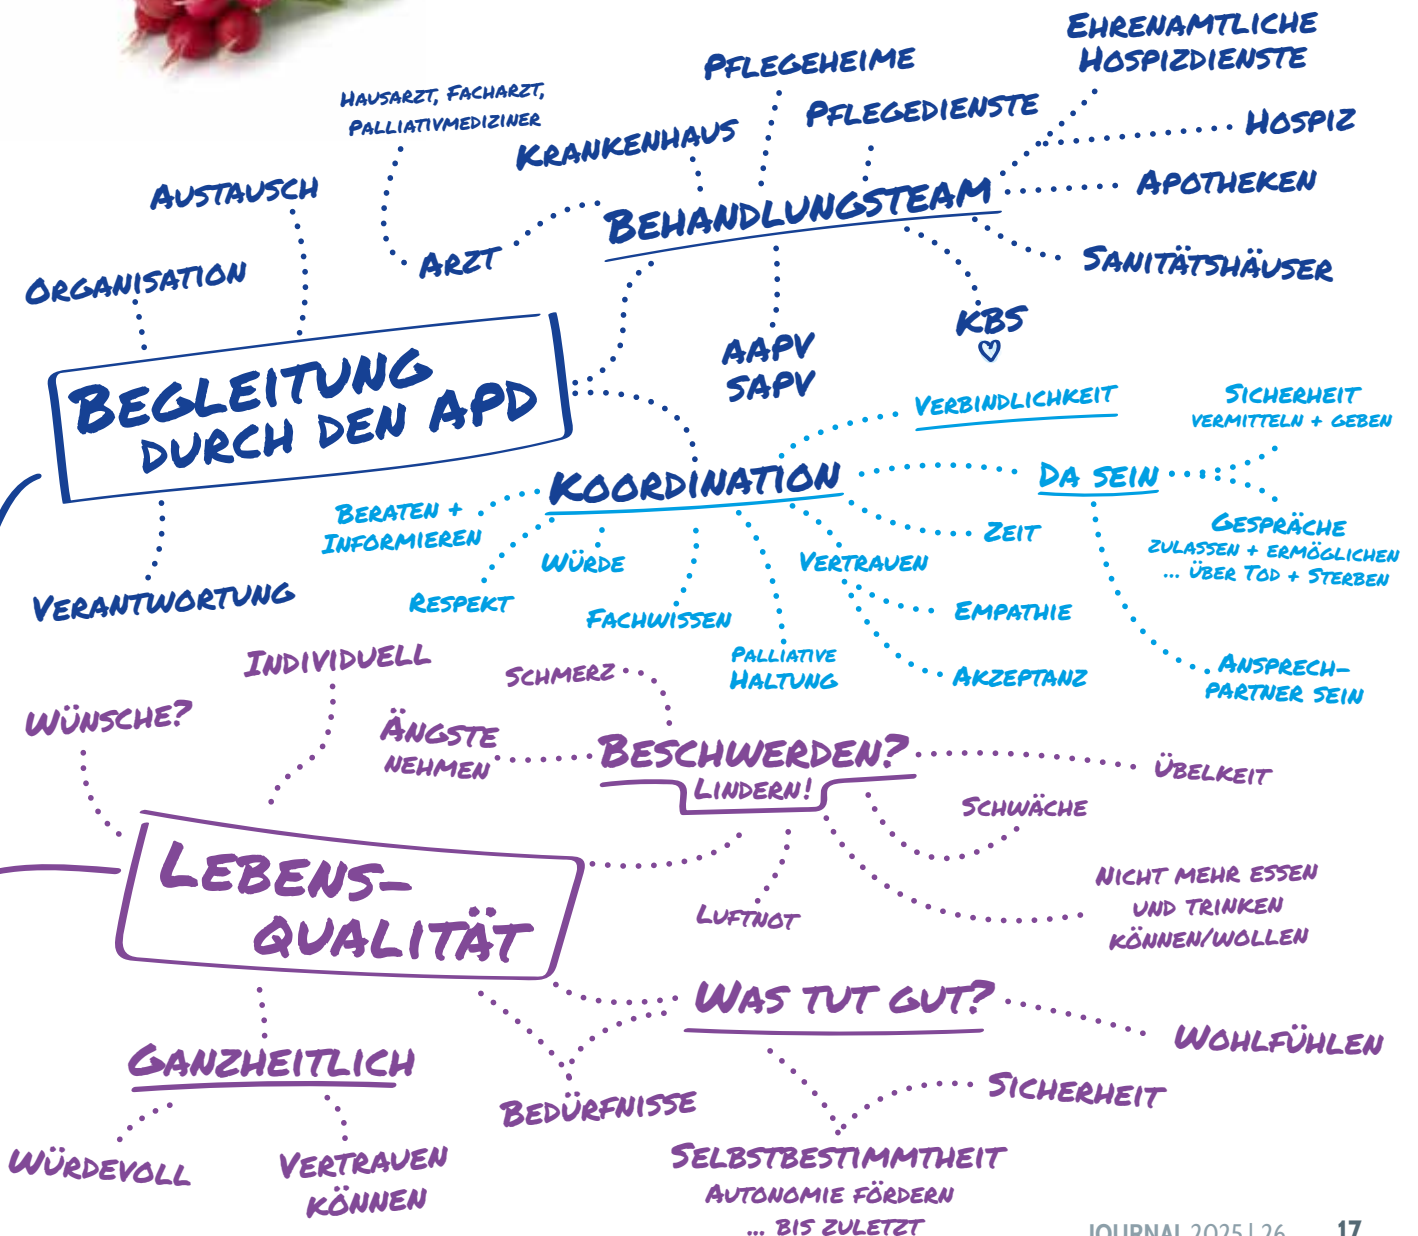 Ehrenamtliche
Hospizdienste
Pflegeheime
Hausarzt, Facharzt,
Palliativmediziner
Pflegedienste
Hospiz
Krankenhaus
Austausch
Apotheken
Behandlungsteam
Arzt
Sanitätshäuser
Organisation
KBS
AAPV
SAPV
Begleitung
durch den APD
Verbindlichkeit
Sicherheit
vermitteln + geben
Koordination
Da sein
Beraten +
Informieren
Würde
Vertrauen
Zeit
Gespräche
zulassen + ermöglichen
... über Tod + Sterben
Verantwortung
Respekt
Fachwissen
Empathie
Palliative
Haltung
Akzeptanz
Ansprech-
partner sein
Individuell
Schmerz
Wünsche?
Ängste
nehmen
Beschwerden?
Lindern!
Übelkeit
Schwäche
Lebens-
qualität
Luftnot
Nicht mehr essen
und trinken
können/wollen
Was tut gut?
Wohlfühlen
Ganzheitlich
Bedürfnisse
Sicherheit
Würdevoll
Vertrauen
können
Selbstbestimmtheit
Autonomie fördern
... bis zuletzt
JOURNAL 2025 | 26 17